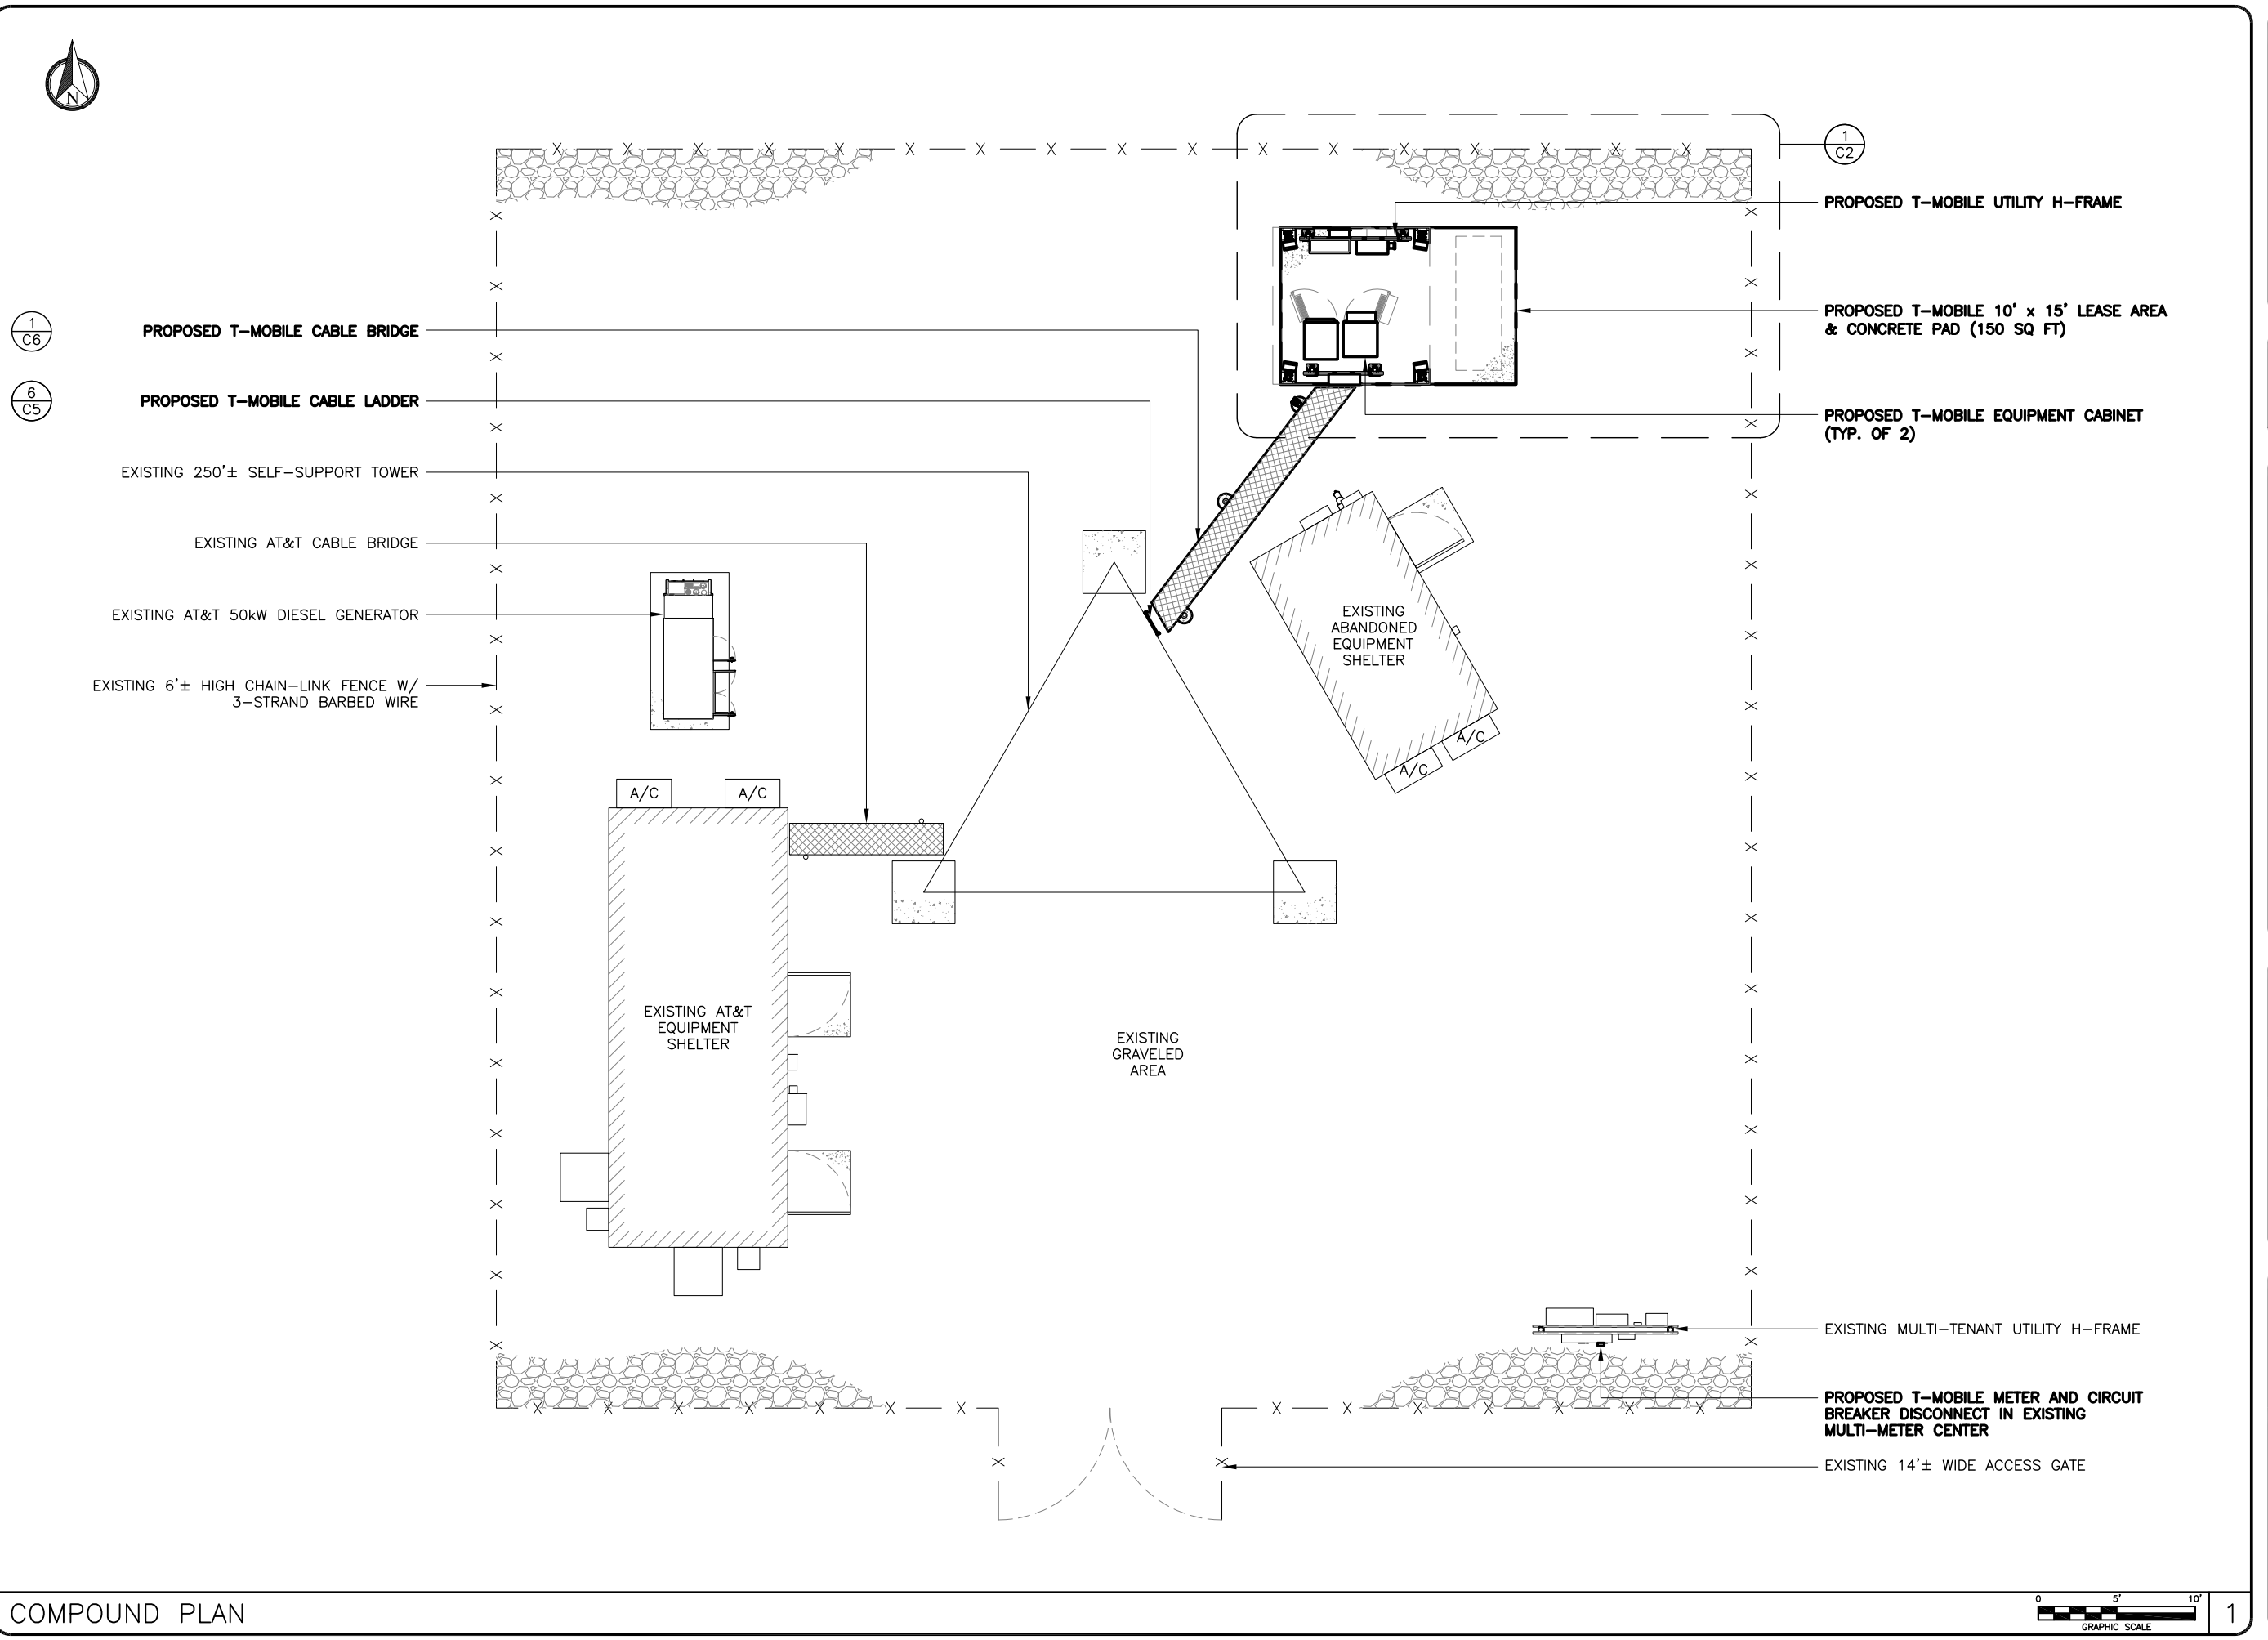 N
1
C2
PROPOSED T-MOBILE UTILITY H-FRAME
PROPOSED T-MOBILE 10' x 15' LEASE AREA
& CONCRETE PAD (150 SQ FT)
PROPOSED T-MOBILE EQUIPMENT CABINET
(TYP. OF 2)
1
C6
PROPOSED T-MOBILE CABLE BRIDGE
6
C5
PROPOSED T-MOBILE CABLE LADDER
EXISTING 250'± SELF-SUPPORT TOWER
EXISTING AT&T CABLE BRIDGE
EXISTING AT&T 50kW DIESEL GENERATOR
EXISTING 6'± HIGH CHAIN-LINK FENCE W/
3-STRAND BARBED WIRE
EXISTING
ABANDONED
EQUIPMENT
SHELTER
A/C
A/C
A/C
A/C
EXISTING AT&T
EQUIPMENT
SHELTER
EXISTING
GRAVELED
AREA
EXISTING MULTI-TENANT UTILITY H-FRAME
PROPOSED T-MOBILE METER AND CIRCUIT
BREAKER DISCONNECT IN EXISTING
MULTI-METER CENTER
EXISTING 14'± WIDE ACCESS GATE
COMPOUND PLAN
0 5' 10'
GRAPHIC SCALE
1